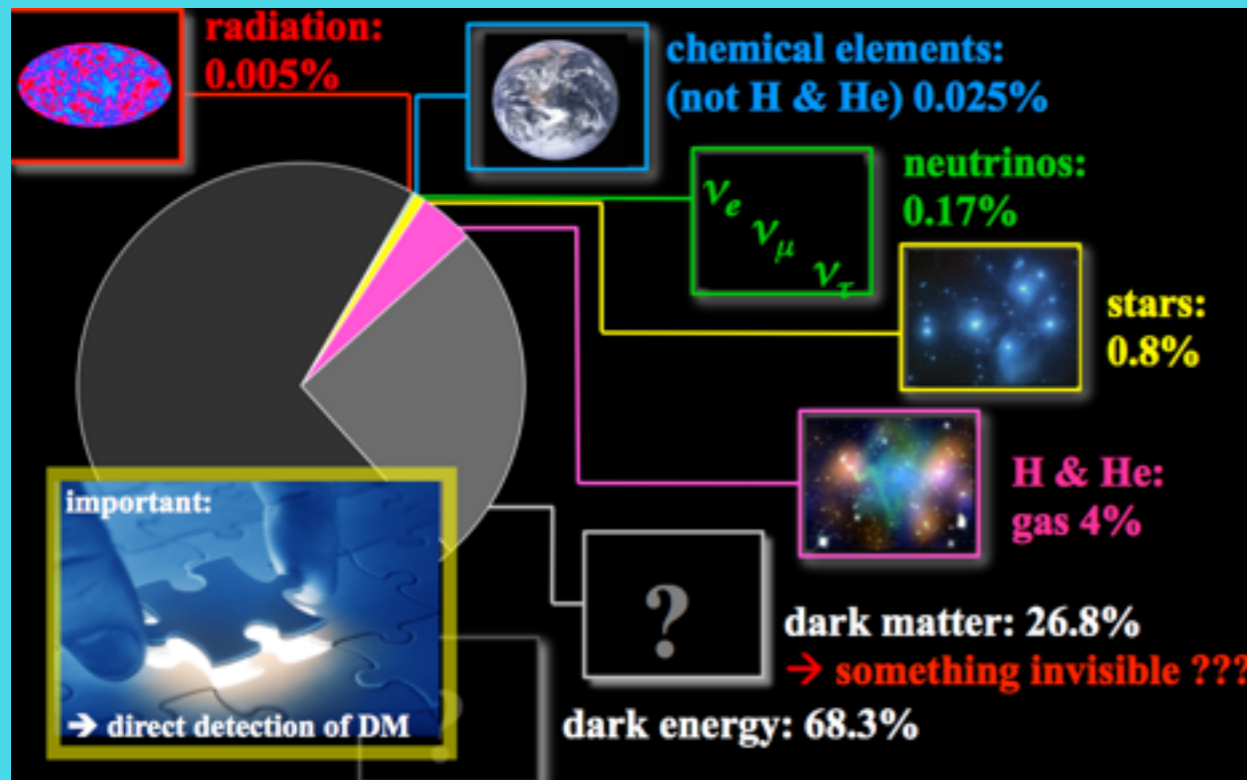 radiation:
0.005%
chemical elements:
(not H & He) 0.025%
neutrinos:
0.17%
νe
νμ
ντ
stars:
0.8%
H & He:
gas 4%
important:
?
dark matter: 26.8%
→ something invisible ???
→ direct detection of DM
?
dark energy: 68.3%